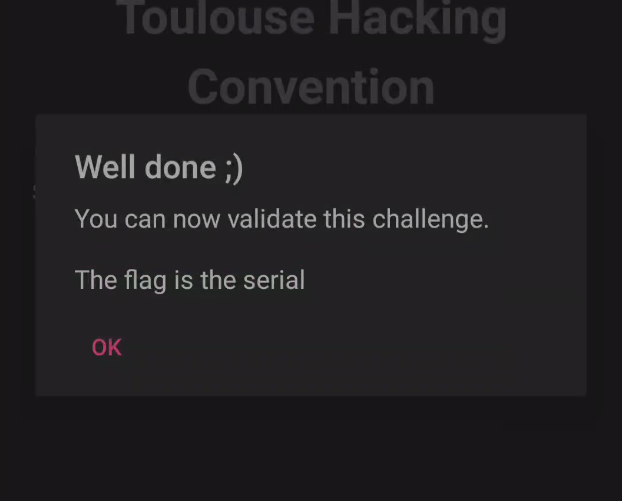 Toulouse Hacking
Convention
Well done ;)
You can now validate this challenge.
The flag is the serial
OK